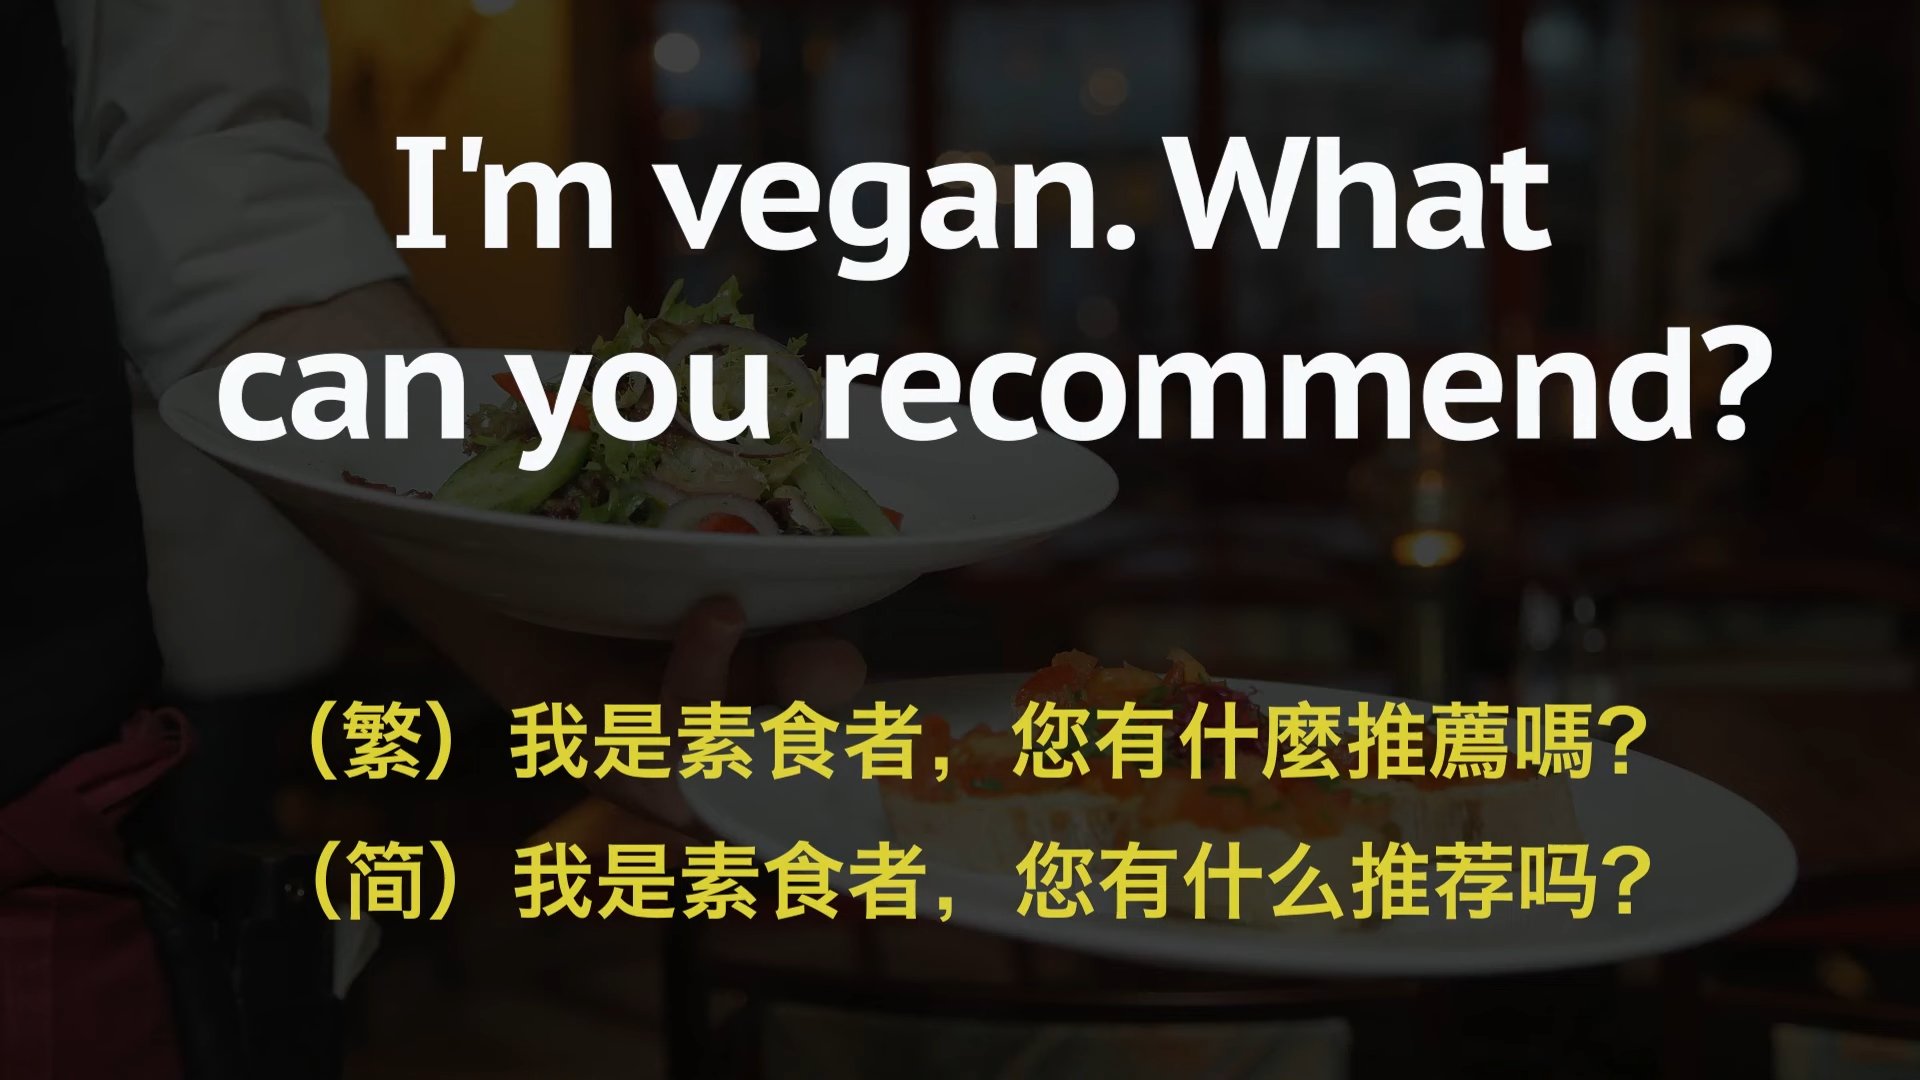 I'm vegan. What
can you recommend?
（繁）我是素食者，您有什麼推薦嗎？
（简）我是素食者，您有什么推荐吗？